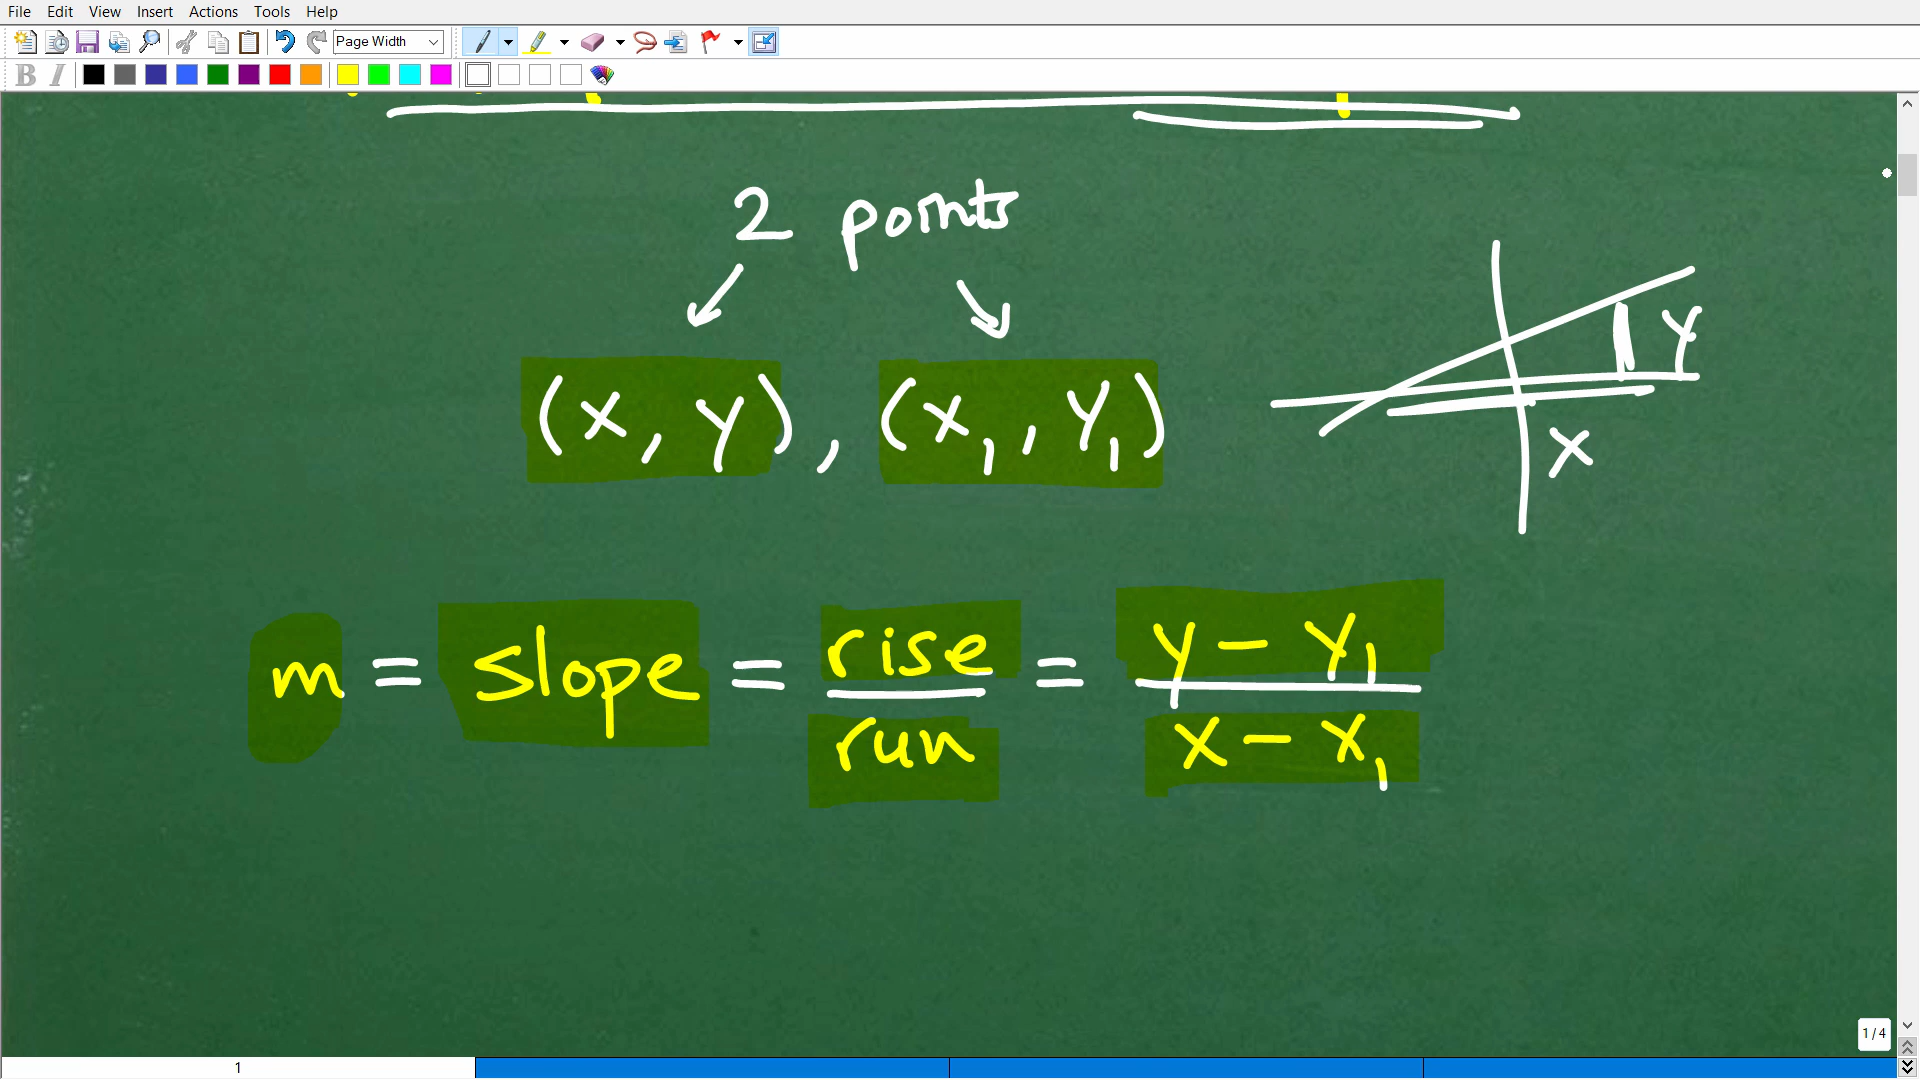 File Edit View Insert Actions Tools Help
Page Width
B I
2 points
(x, y), (x₁, y₁)
Y
X
m = slope = rise/run = y - y₁/x - x₁
1 / 4
1